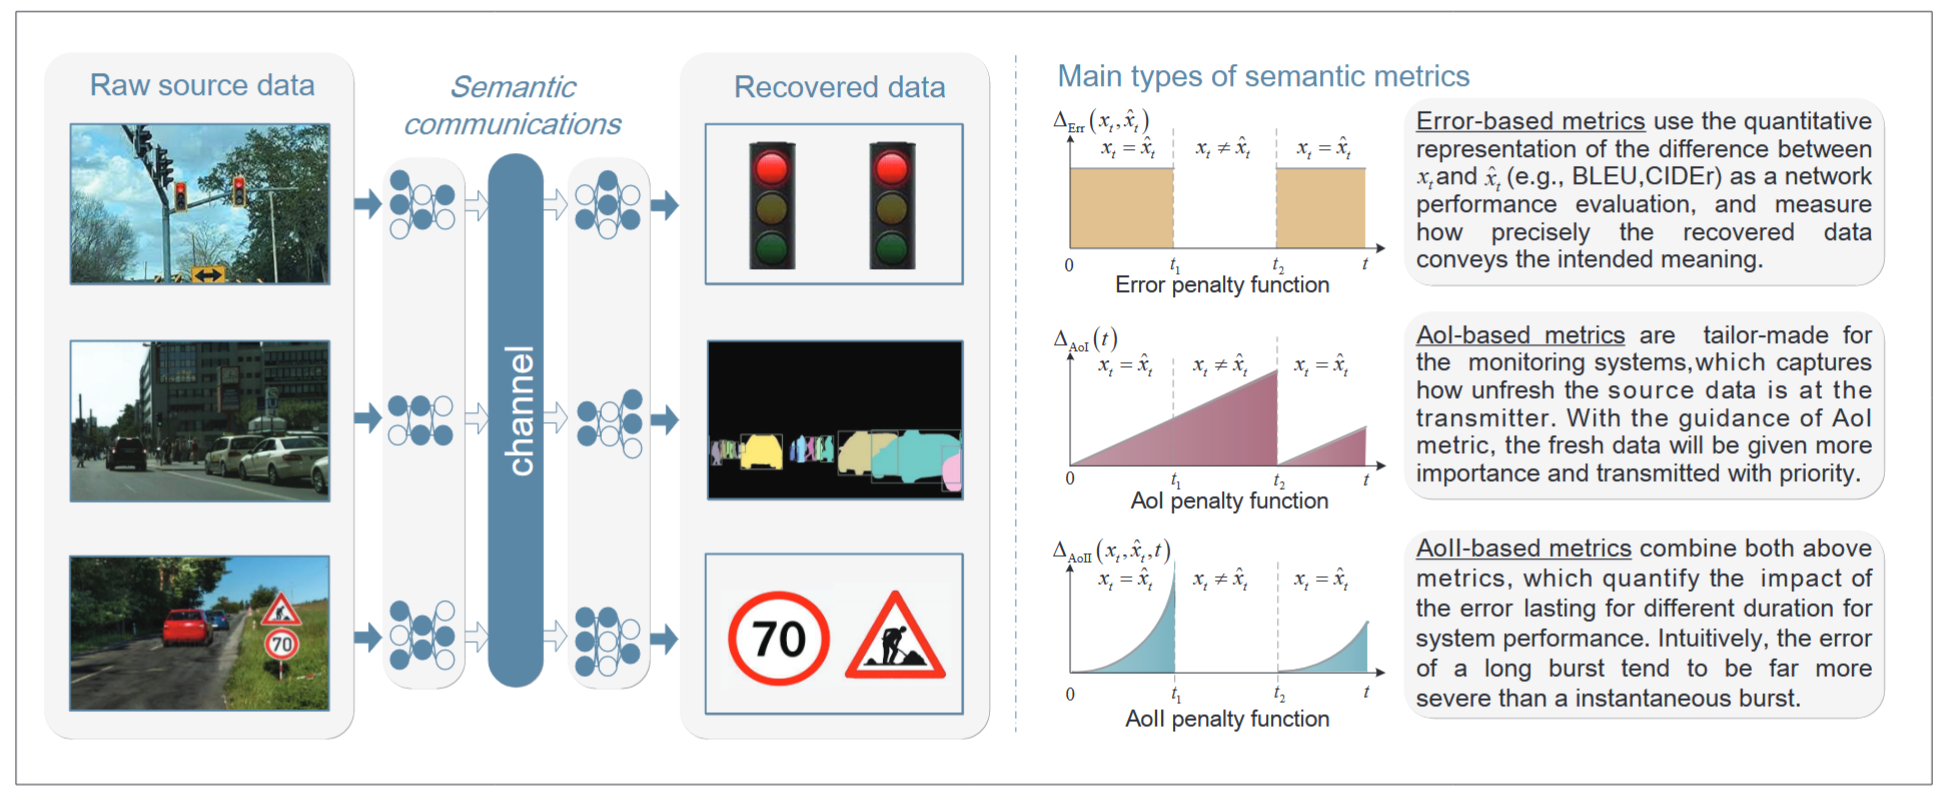 Raw source data
Semantic
communications
Recovered data
channel
70
70
Main types of semantic metrics
Δ_Err(x_t, x̂_t)
x_t = x̂_t
x_t ≠ x̂_t
x_t = x̂_t
0
t_1
t_2
t
Error penalty function
Error-based metrics use the quantitative
representation of the difference between
x_t and x̂_t (e.g., BLEU,CIDEr) as a network
performance evaluation, and measure
how precisely the recovered data
conveys the intended meaning.
Δ_AoI(t)
x_t = x̂_t
x_t ≠ x̂_t
x_t = x̂_t
0
t_1
t_2
t
AoI penalty function
AoI-based metrics are tailor-made for
the monitoring systems,which captures
how unfresh the source data is at the
transmitter. With the guidance of AoI
metric, the fresh data will be given more
importance and transmitted with priority.
Δ_AoII(x_t, x̂_t, t)
x_t = x̂_t
x_t ≠ x̂_t
x_t = x̂_t
0
t_1
t_2
t
AoII penalty function
AoII-based metrics combine both above
metrics, which quantify the impact of
the error lasting for different duration for
system performance. Intuitively, the error
of a long burst tend to be far more
severe than a instantaneous burst.